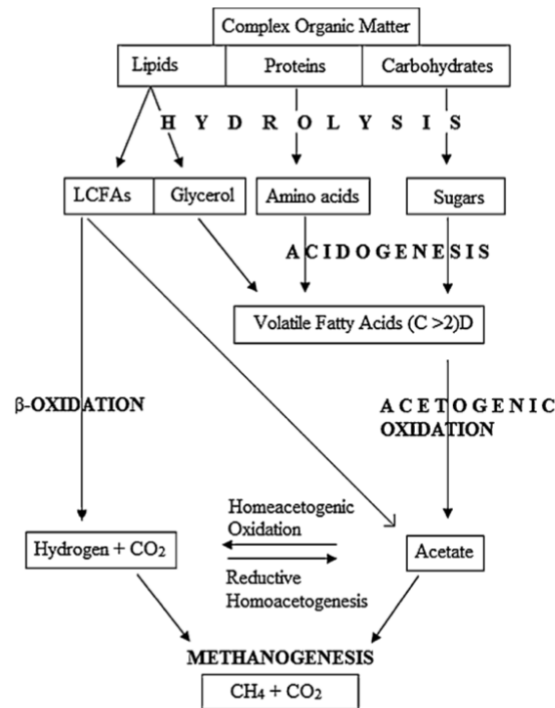 Complex Organic Matter
Lipids Proteins Carbohydrates
H Y D R O L Y S I S
LCFAs Glycerol Amino acids Sugars
A C I D O G E N E S I S
Volatile Fatty Acids (C >2)D
β-OXIDATION
A C E T O G E N I C
OXIDATION
Homeacetogenic
Oxidation
Hydrogen + CO₂
Acetate
Reductive
Homoacetogenesis
METHANOGENESIS
CH₄ + CO₂